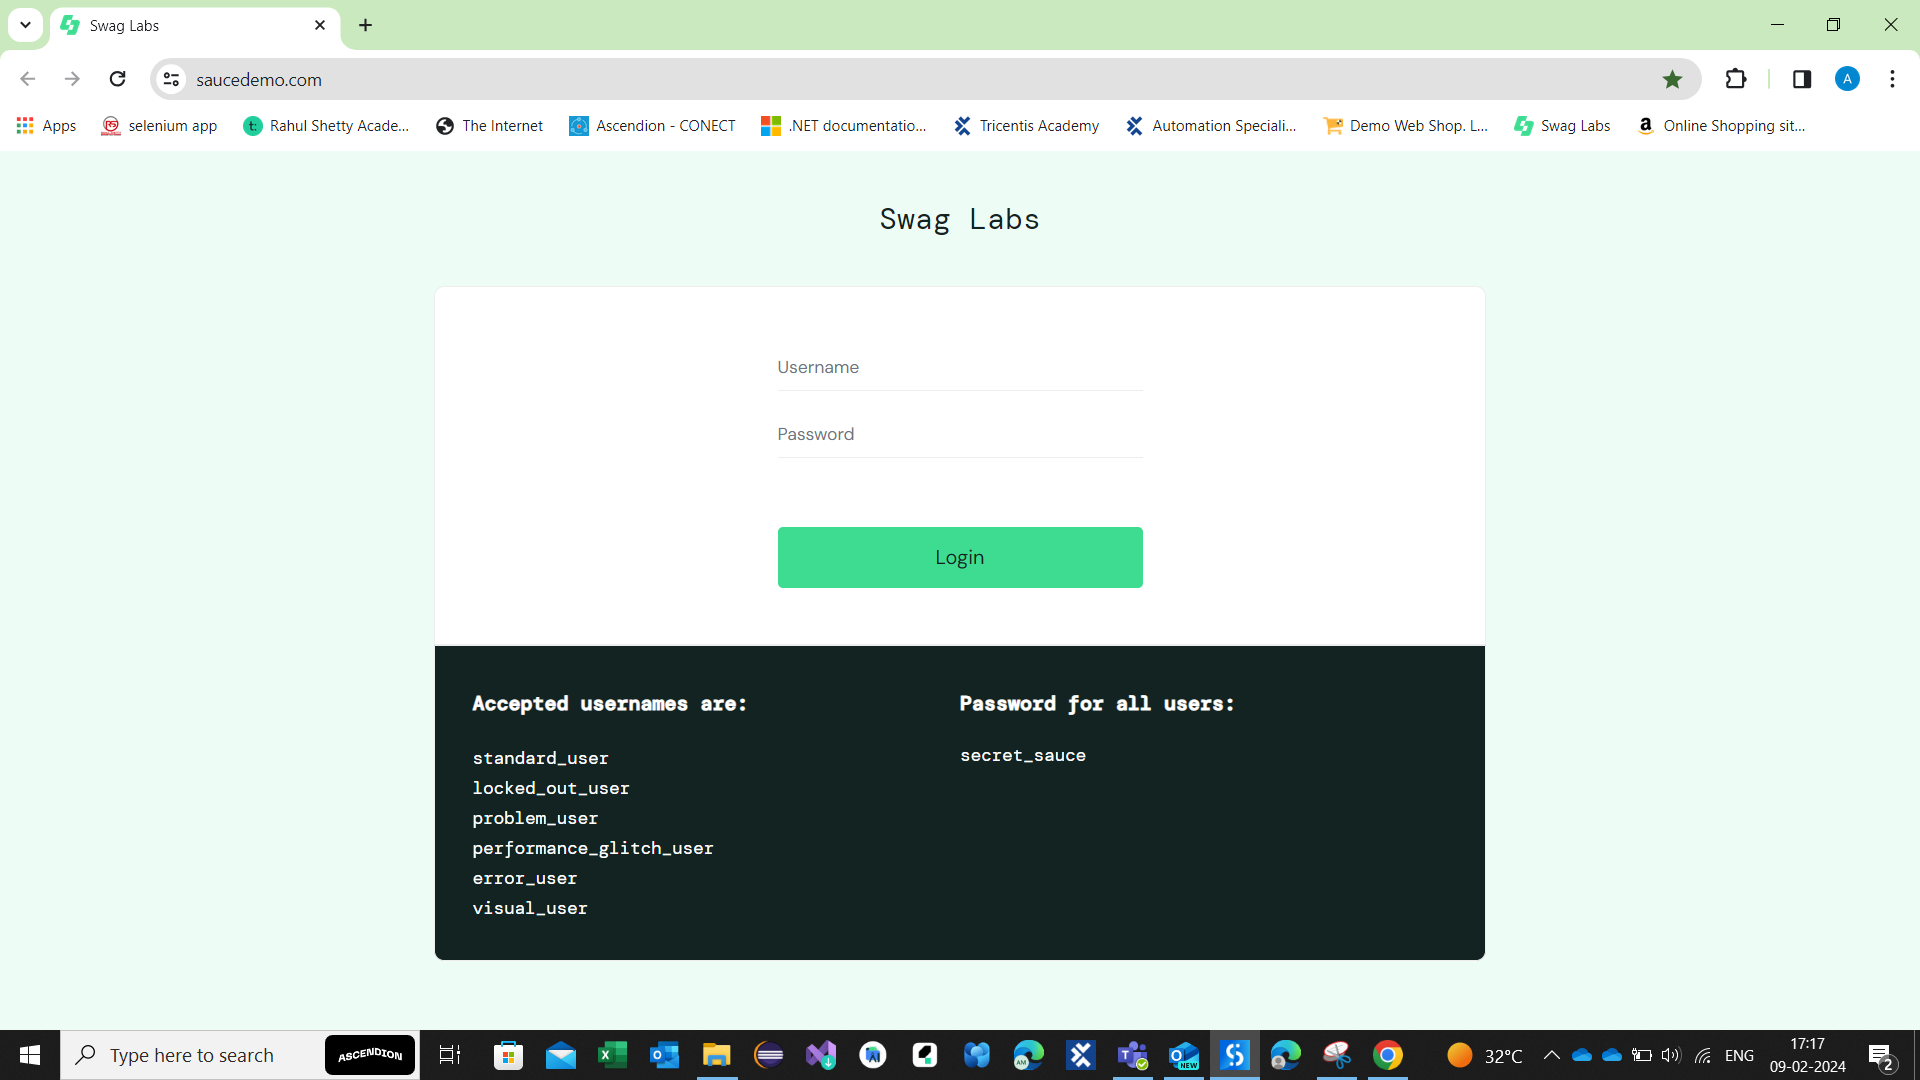 Swag Labs
saucedemo.com
A
Apps
selenium app
Rahul Shetty Acade...
The Internet
Ascendion - CONECT
.NET documentatio...
Tricentis Academy
Automation Speciali...
Demo Web Shop. L...
Swag Labs
Online Shopping sit...
Swag Labs
Username
Password
Login
Accepted usernames are:
standard_user
locked_out_user
problem_user
performance_glitch_user
error_user
visual_user
Password for all users:
secret_sauce
Type here to search
ASCENDION
NEW
32°C
ENG
17:17
09-02-2024
2